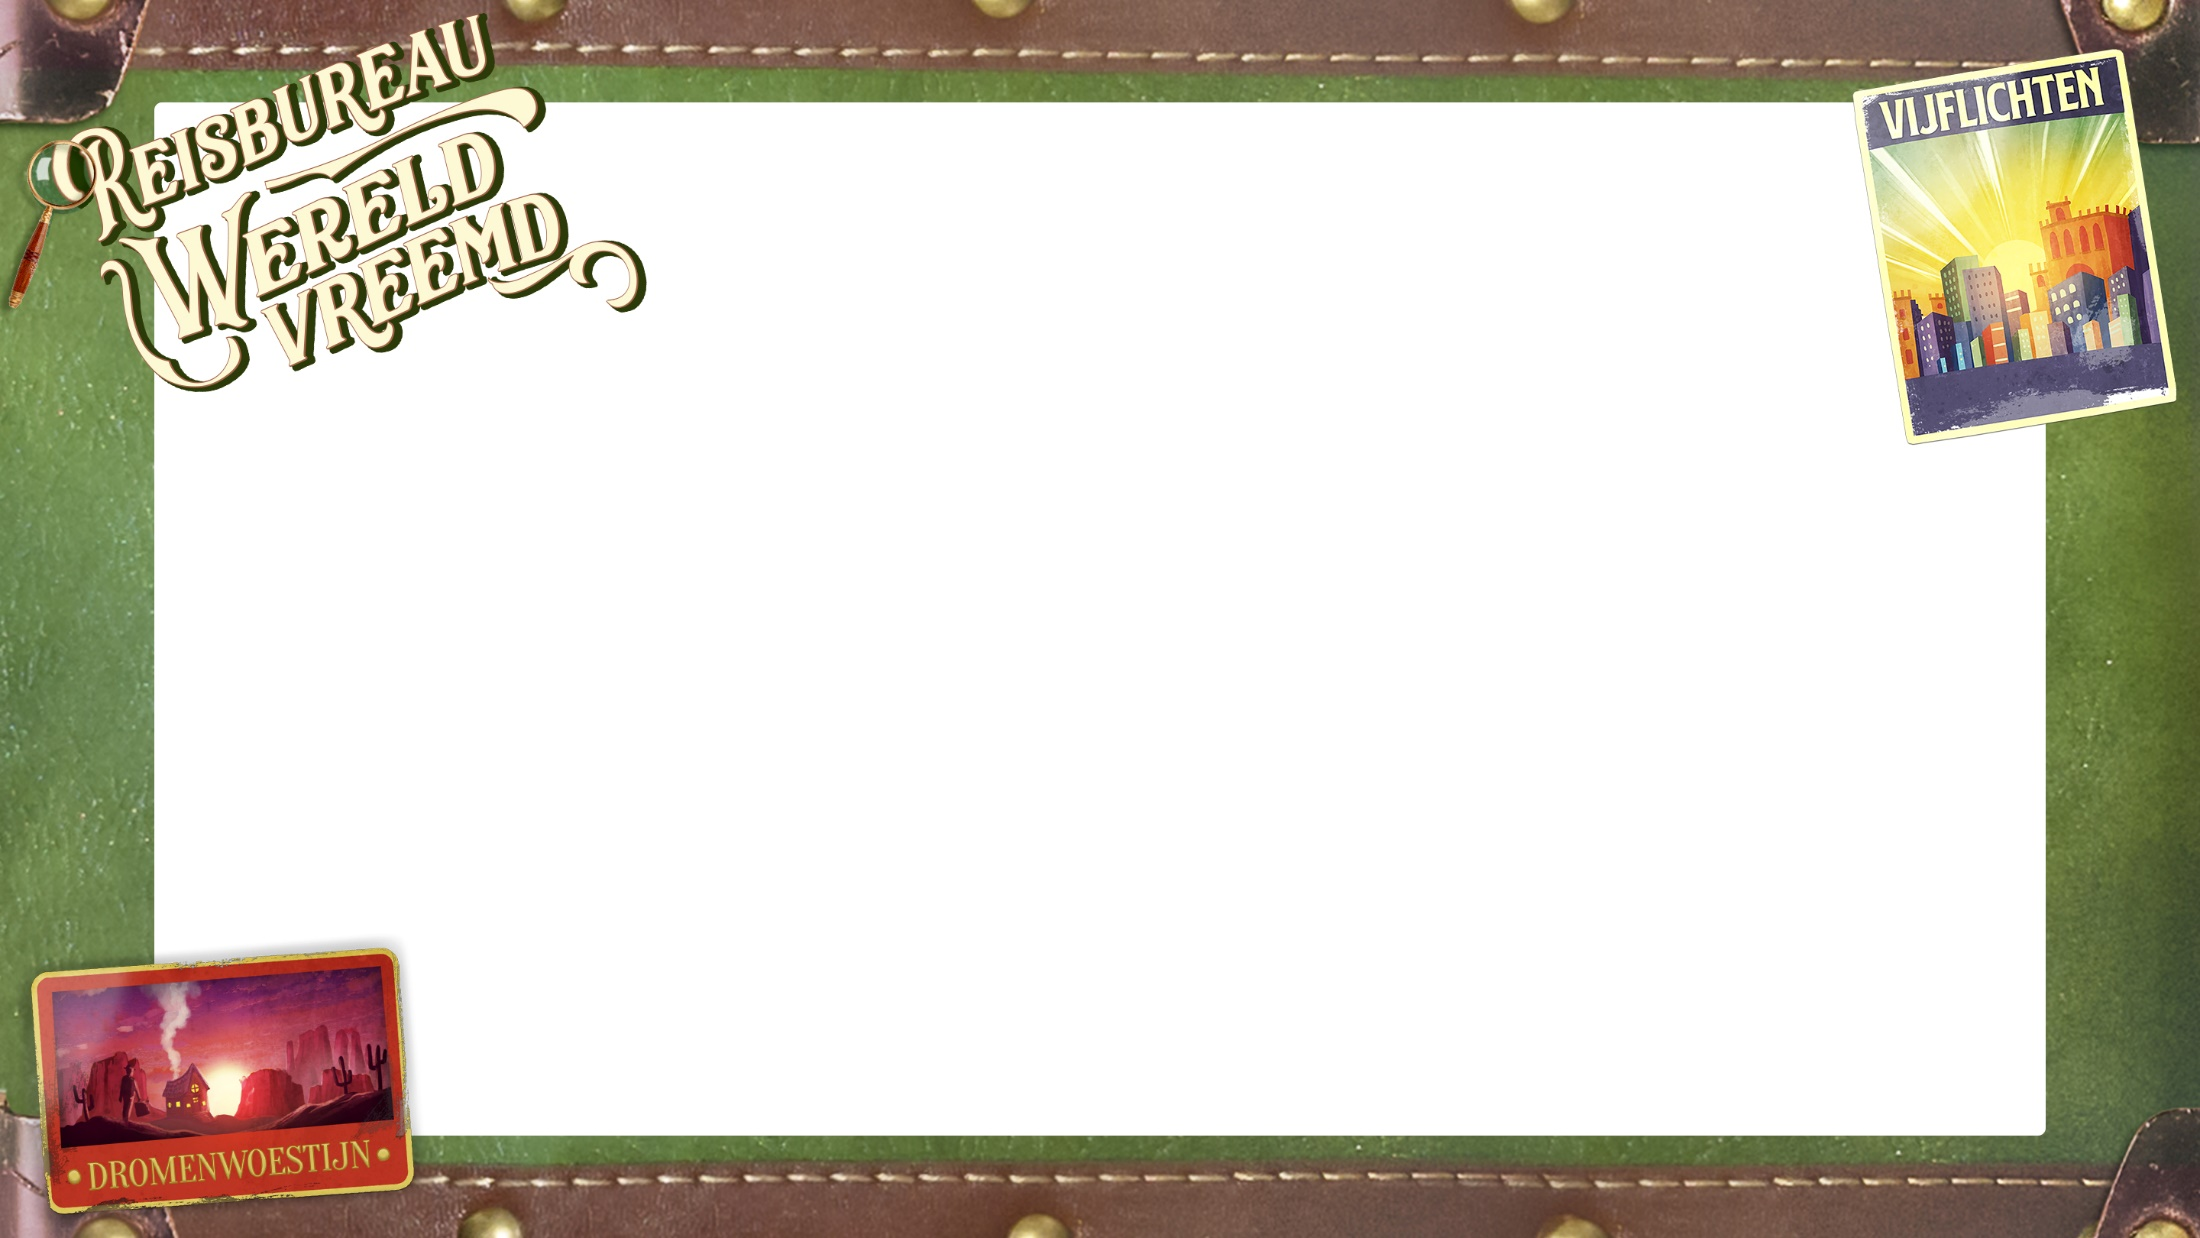 REISBUREAU
WERELD
VREEMD
VIJFLICHTEN
DROMENWOESTIJN